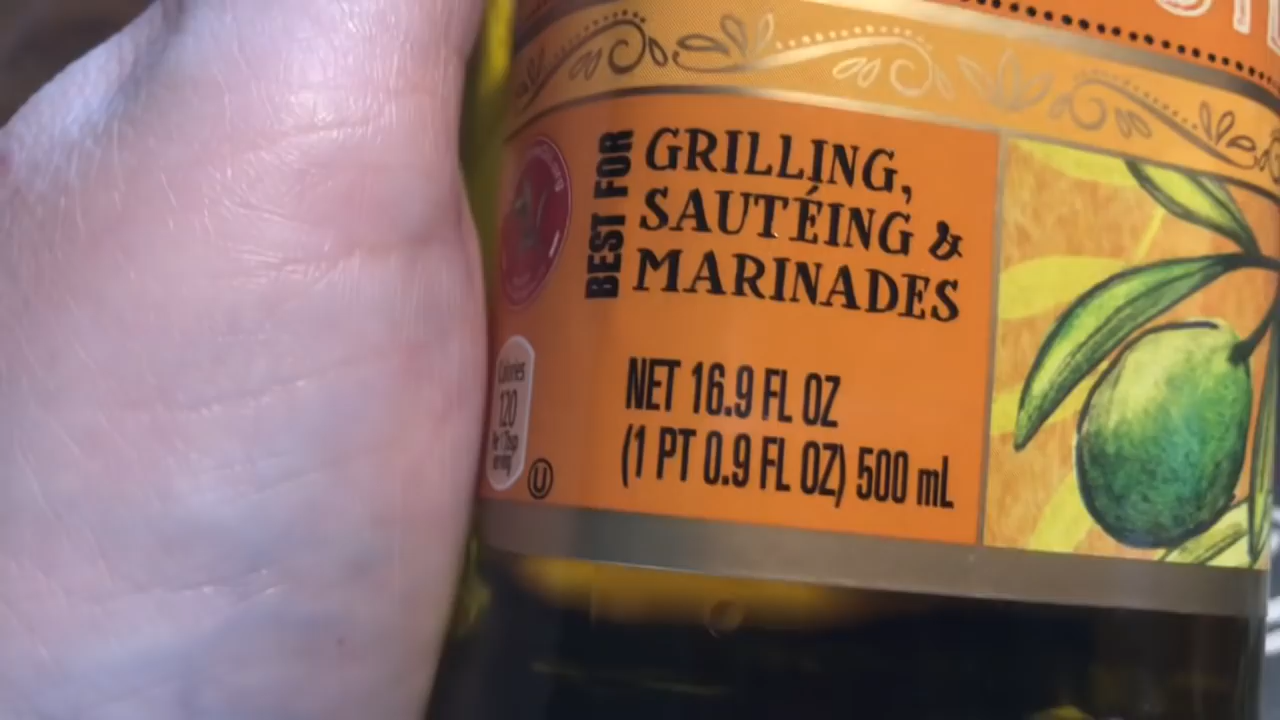 BEST FOR
GRILLING,
SAUTÉING &
MARINADES
NET 16.9 FL OZ
(1 PT 0.9 FL OZ) 500 mL
Calories
120
U